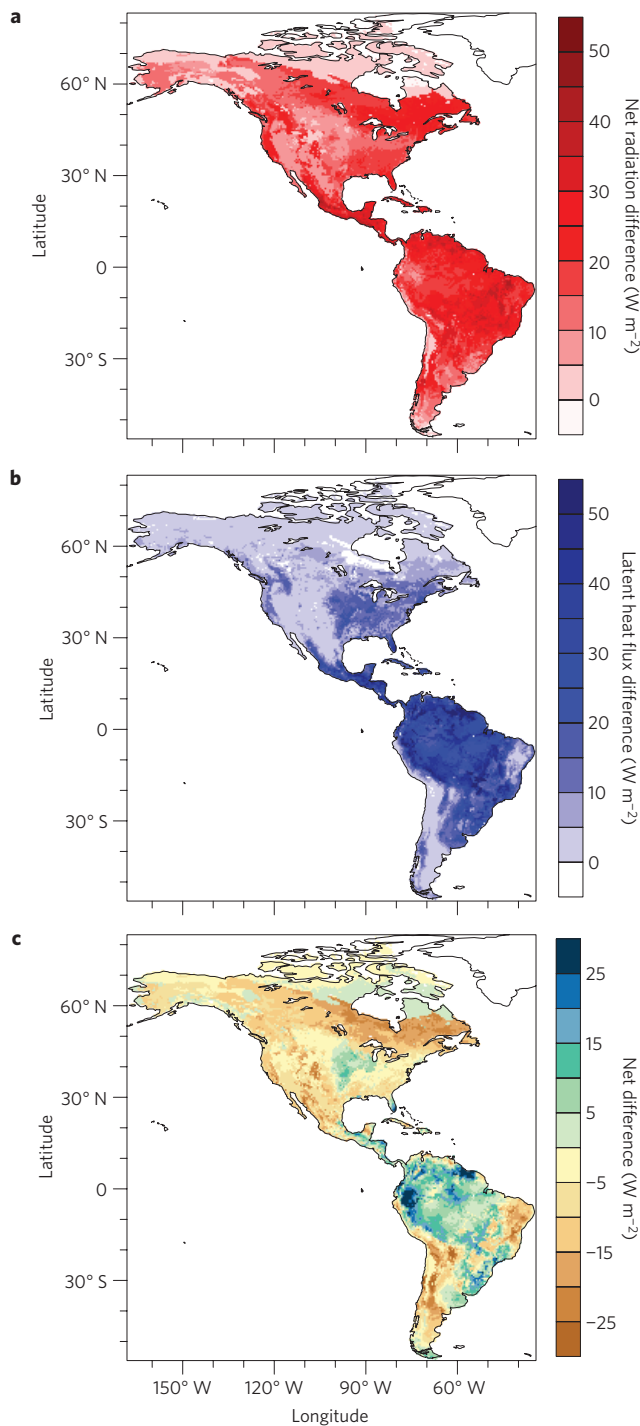 a
60° N
30° N
0
30° S
Latitude
50
40
30
20
10
0
Net radiation difference (W m⁻²)
b
60° N
30° N
0
30° S
Latitude
50
40
30
20
10
0
Latent heat flux difference (W m⁻²)
c
60° N
30° N
0
30° S
Latitude
25
15
5
−5
−15
−25
Net difference (W m⁻²)
150° W 120° W 90° W 60° W
Longitude